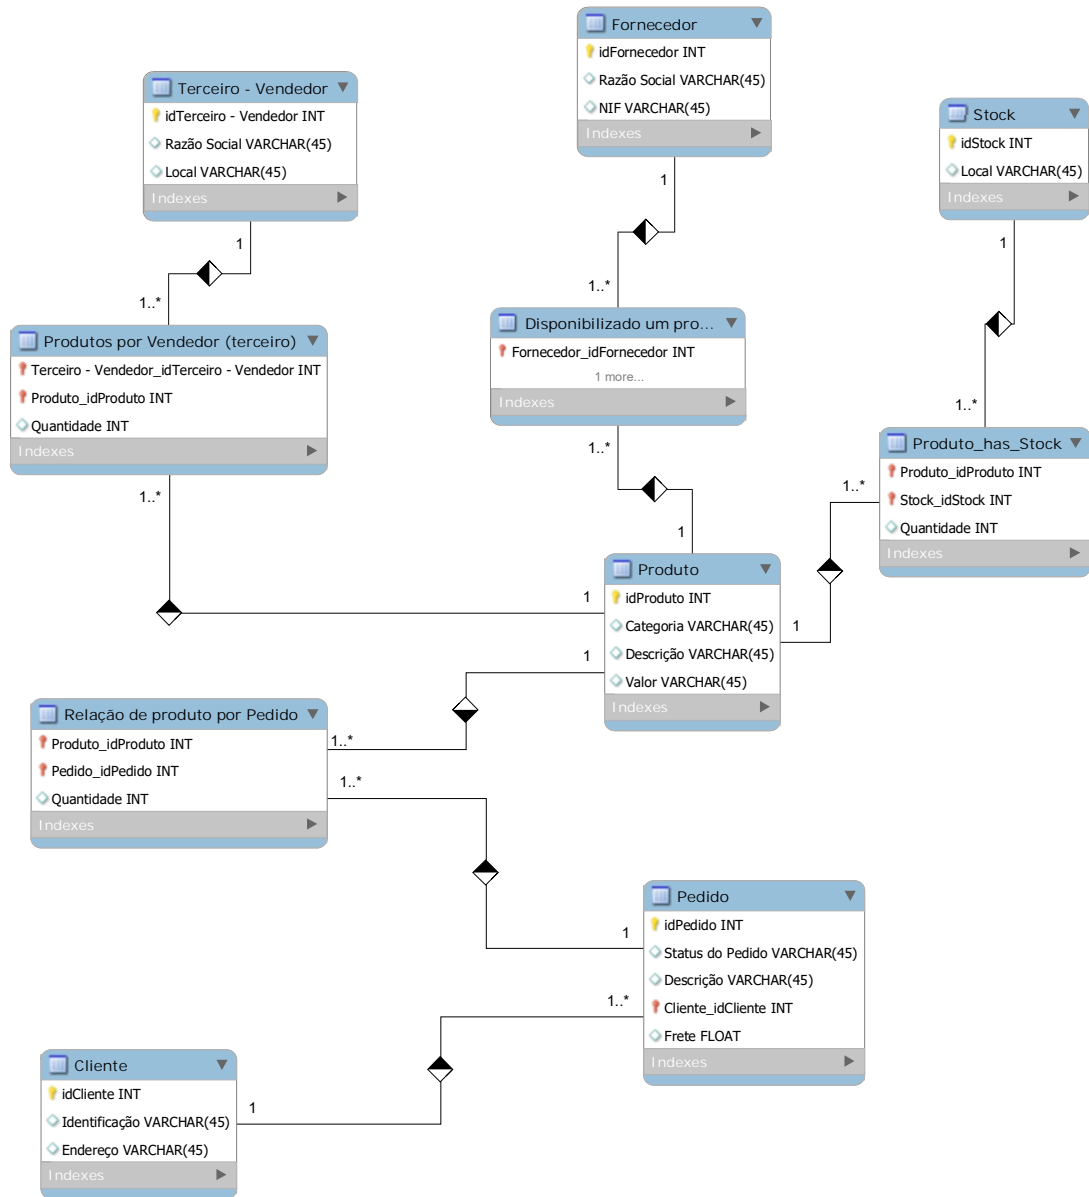 Fornecedor
idFornecedor INT
Razão Social VARCHAR(45)
NIF VARCHAR(45)
Indexes
Terceiro - Vendedor
idTerceiro - Vendedor INT
Razão Social VARCHAR(45)
Local VARCHAR(45)
Indexes
Stock
idStock INT
Local VARCHAR(45)
Indexes
1
1
1
1..*
1..*
1..*
Produtos por Vendedor (terceiro)
Terceiro - Vendedor_idTerceiro - Vendedor INT
Produto_idProduto INT
Quantidade INT
Indexes
Disponibilizado um pro...
Fornecedor_idFornecedor INT
1 more...
Indexes
Produto_has_Stock
Produto_idProduto INT
Stock_idStock INT
Quantidade INT
Indexes
1..*
1..*
1..*
1
1
1
1
Produto
idProduto INT
Categoria VARCHAR(45)
Descrição VARCHAR(45)
Valor VARCHAR(45)
Indexes
Relação de produto por Pedido
Produto_idProduto INT
Pedido_idPedido INT
Quantidade INT
Indexes
1..*
1..*
1
1..*
Pedido
idPedido INT
Status do Pedido VARCHAR(45)
Descrição VARCHAR(45)
Cliente_idCliente INT
Frete FLOAT
Indexes
Cliente
idCliente INT
Identificação VARCHAR(45)
Endereço VARCHAR(45)
Indexes
1